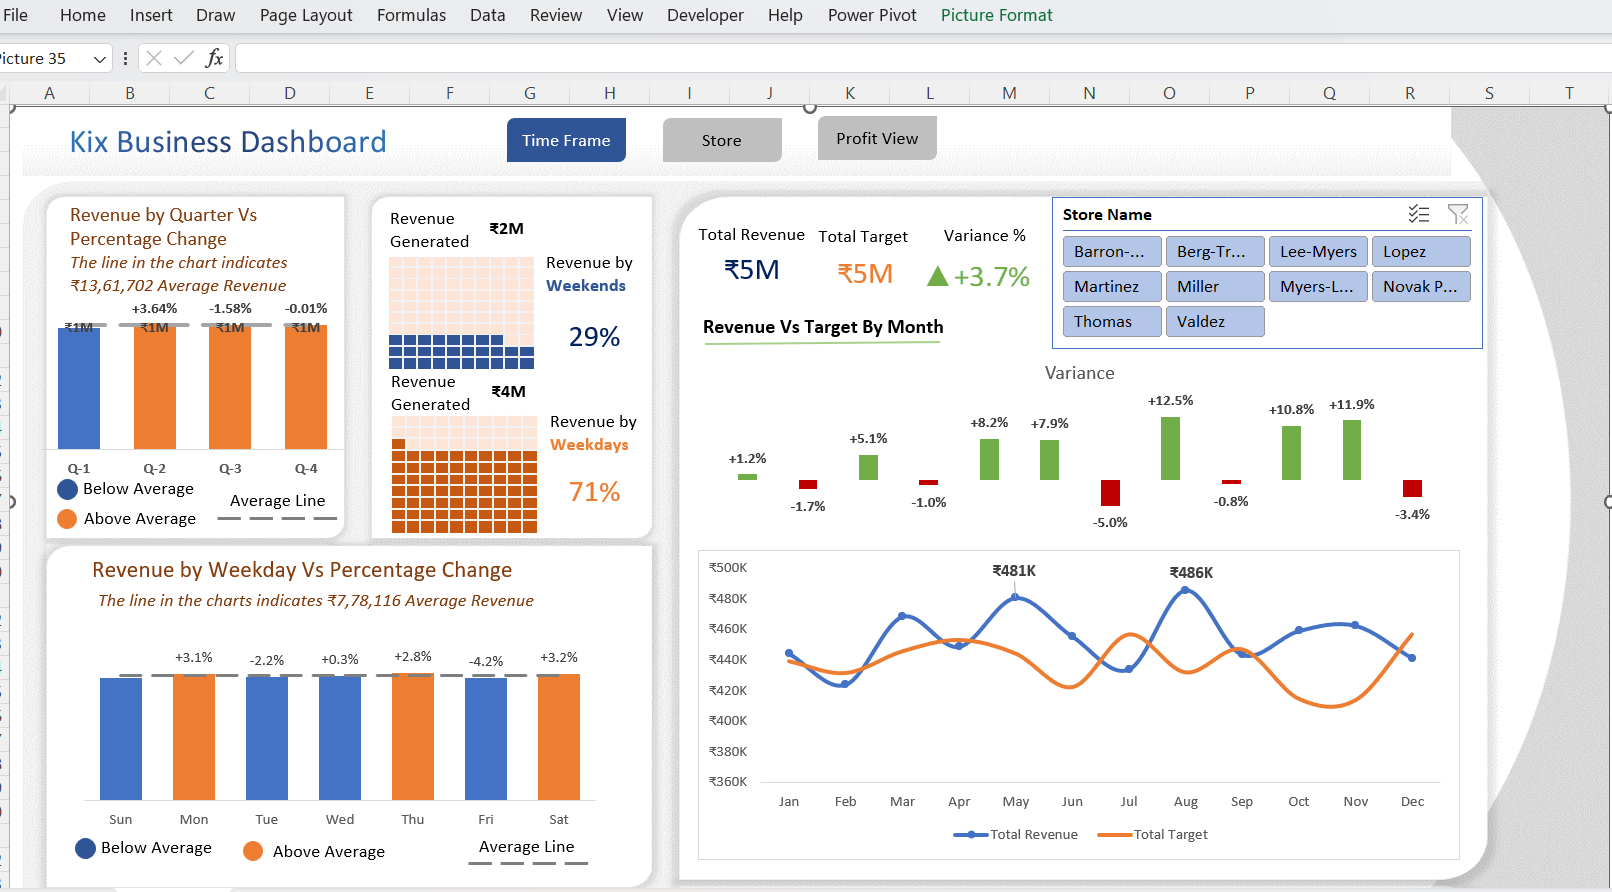 File Home Insert Draw Page Layout Formulas Data Review View Developer Help Power Pivot Picture Format
icture 35
fx
A B C D E F G H I J K L M N O P Q R S T
Kix Business Dashboard
Time Frame
Store
Profit View
Revenue by Quarter Vs
Percentage Change
The line in the chart indicates
₹13,61,702 Average Revenue
+3.64% -1.58% -0.01%
₹1M ₹1M ₹1M ₹1M
Q-1 Q-2 Q-3 Q-4
Below Average
Above Average
Average Line
Revenue
Generated
₹2M
Revenue by
Weekends
29%
Revenue
Generated
₹4M
Revenue by
Weekdays
71%
Revenue by Weekday Vs Percentage Change
The line in the charts indicates ₹7,78,116 Average Revenue
+3.1% -2.2% +0.3% +2.8% -4.2% +3.2%
Sun Mon Tue Wed Thu Fri Sat
Below Average
Above Average
Average Line
Total Revenue
₹5M
Total Target
₹5M
Variance %
+3.7%
Store Name
Barron-... Berg-Tr... Lee-Myers Lopez
Martinez Miller Myers-L... Novak P...
Thomas Valdez
Revenue Vs Target By Month
Variance
+1.2% -1.7% +5.1% -1.0% +8.2% +7.9% -5.0% +12.5% -0.8% +10.8% +11.9% -3.4%
₹500K
₹480K
₹460K
₹440K
₹420K
₹400K
₹380K
₹360K
₹481K
₹486K
Jan Feb Mar Apr May Jun Jul Aug Sep Oct Nov Dec
Total Revenue Total Target